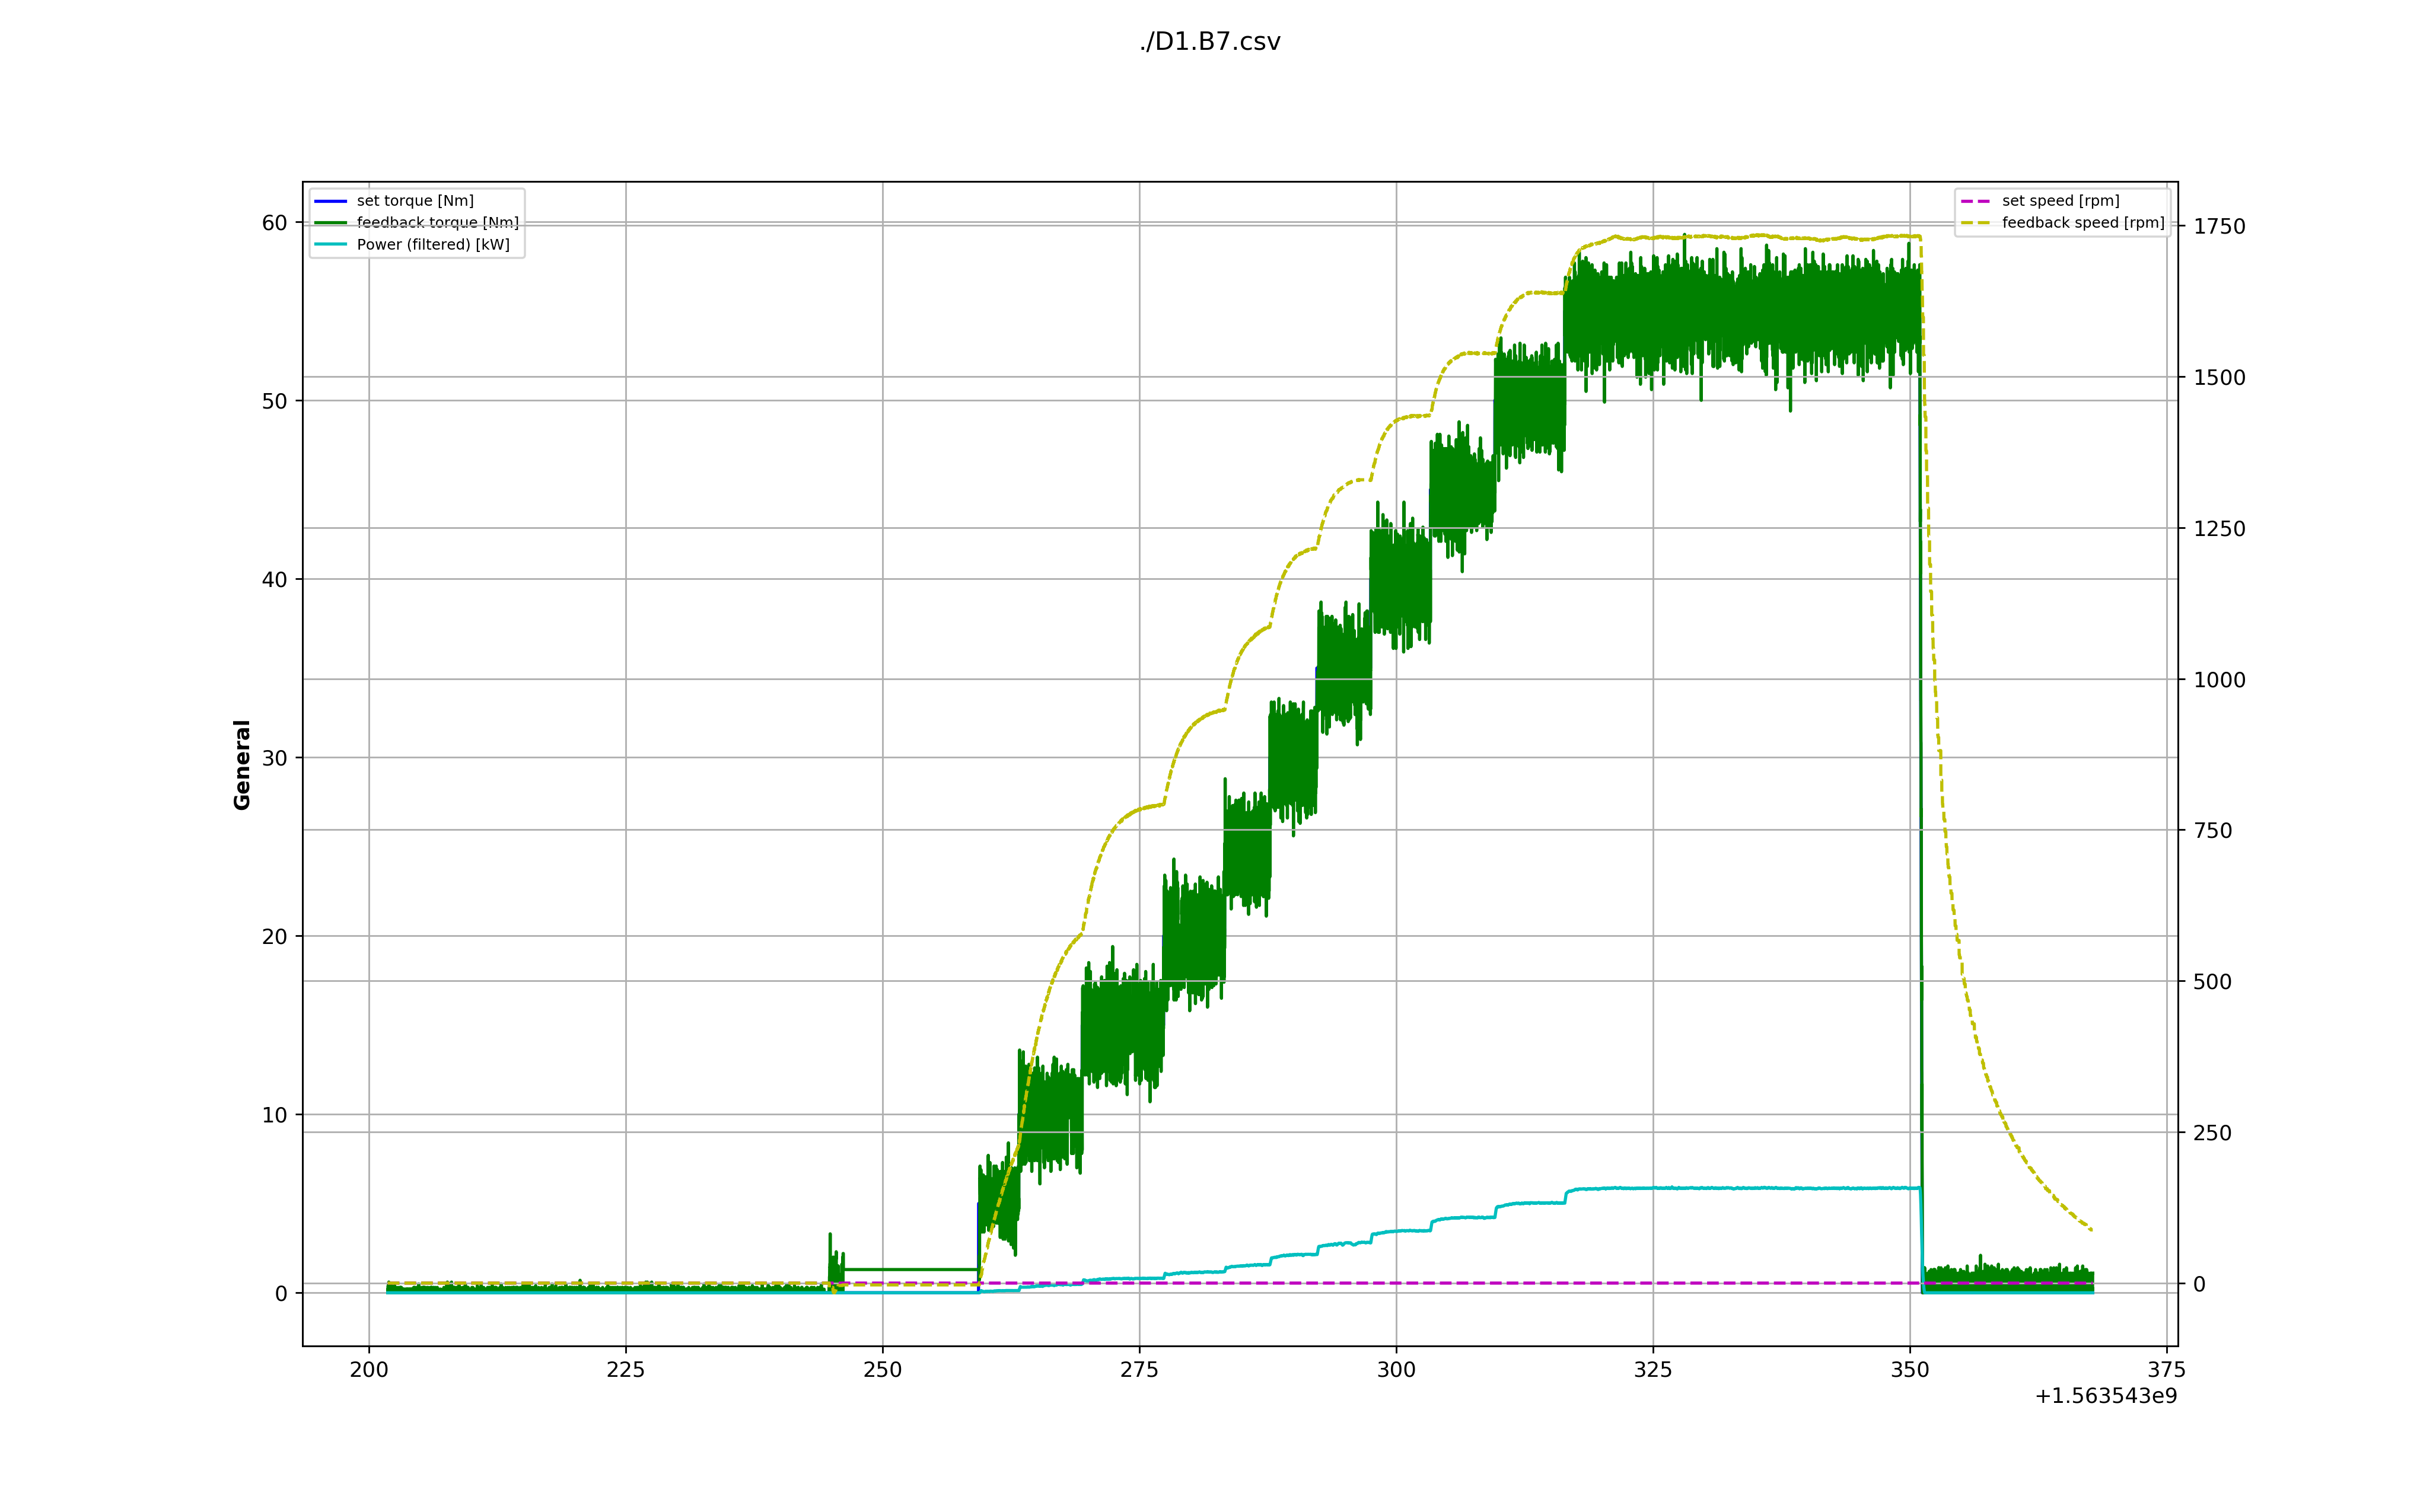 ./D1.B7.csv
set torque [Nm]
feedback torque [Nm]
Power (filtered) [kW]
set speed [rpm]
feedback speed [rpm]
General
60
50
40
30
20
10
0
1750
1500
1250
1000
750
500
250
0
200 225 250 275 300 325 350 375
+1.563543e9